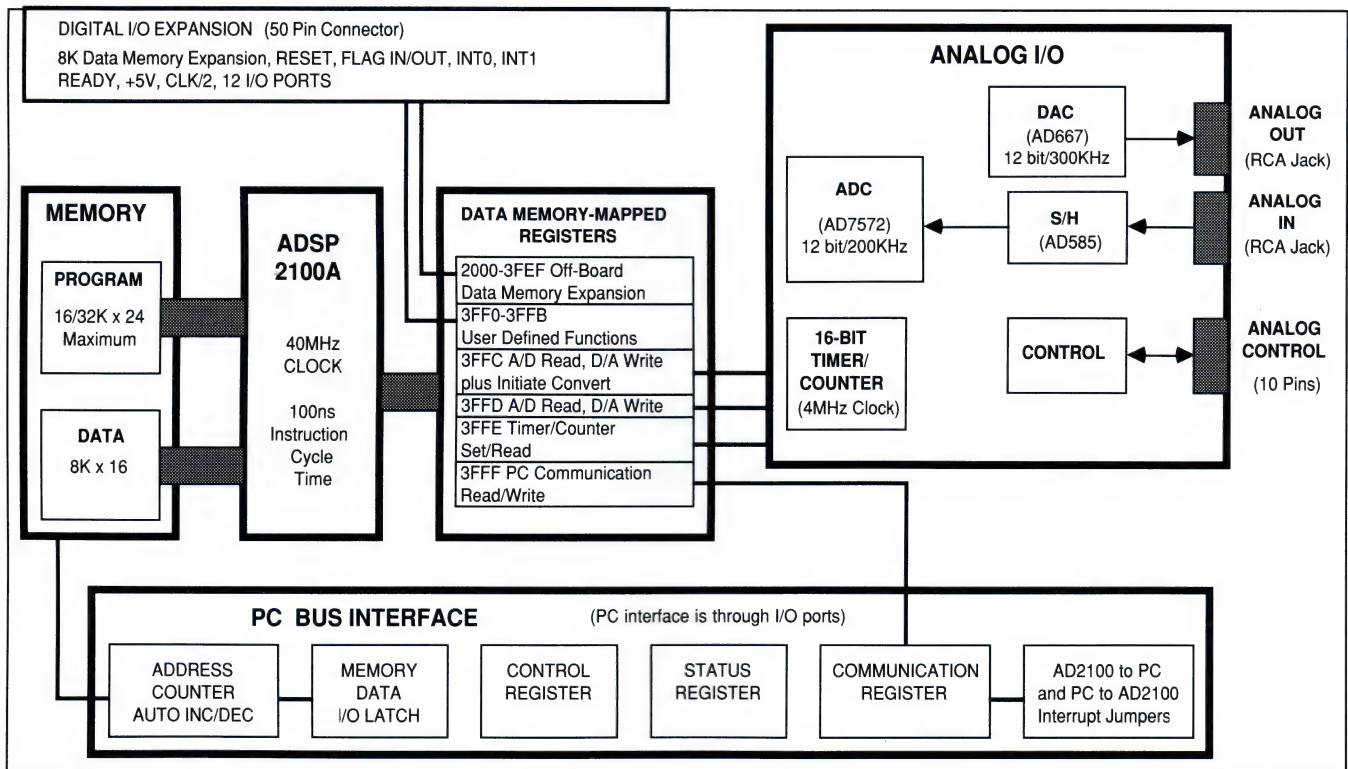 DIGITAL I/O EXPANSION (50 Pin Connector)
8K Data Memory Expansion, RESET, FLAG IN/OUT, INT0, INT1
READY, +5V, CLK/2, 12 I/O PORTS
MEMORY
PROGRAM
16/32K x 24
Maximum
DATA
8K x 16
ADSP
2100A
40MHz
CLOCK
100ns
Instruction
Cycle
Time
DATA MEMORY-MAPPED
REGISTERS
2000-3FEF Off-Board
Data Memory Expansion
3FF0-3FFB
User Defined Functions
3FFC A/D Read, D/A Write
plus Initiate Convert
3FFD A/D Read, D/A Write
3FFE Timer/Counter
Set/Read
3FFF PC Communication
Read/Write
ANALOG I/O
DAC
(AD667)
12 bit/300KHz
ADC
(AD7572)
12 bit/200KHz
S/H
(AD585)
16-BIT
TIMER/
COUNTER
(4MHz Clock)
CONTROL
ANALOG
OUT
(RCA Jack)
ANALOG
IN
(RCA Jack)
ANALOG
CONTROL
(10 Pins)
PC BUS INTERFACE
(PC interface is through I/O ports)
ADDRESS
COUNTER
AUTO INC/DEC
MEMORY
DATA
I/O LATCH
CONTROL
REGISTER
STATUS
REGISTER
COMMUNICATION
REGISTER
AD2100 to PC
and PC to AD2100
Interrupt Jumpers